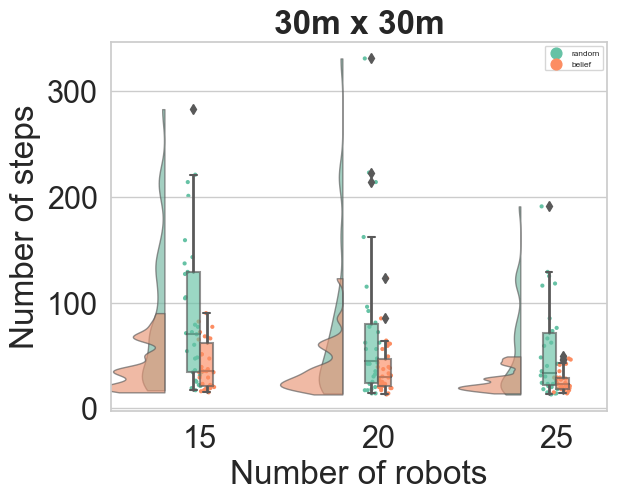 30m x 30m
random
belief
Number of steps
300
200
100
0
15 20 25
Number of robots